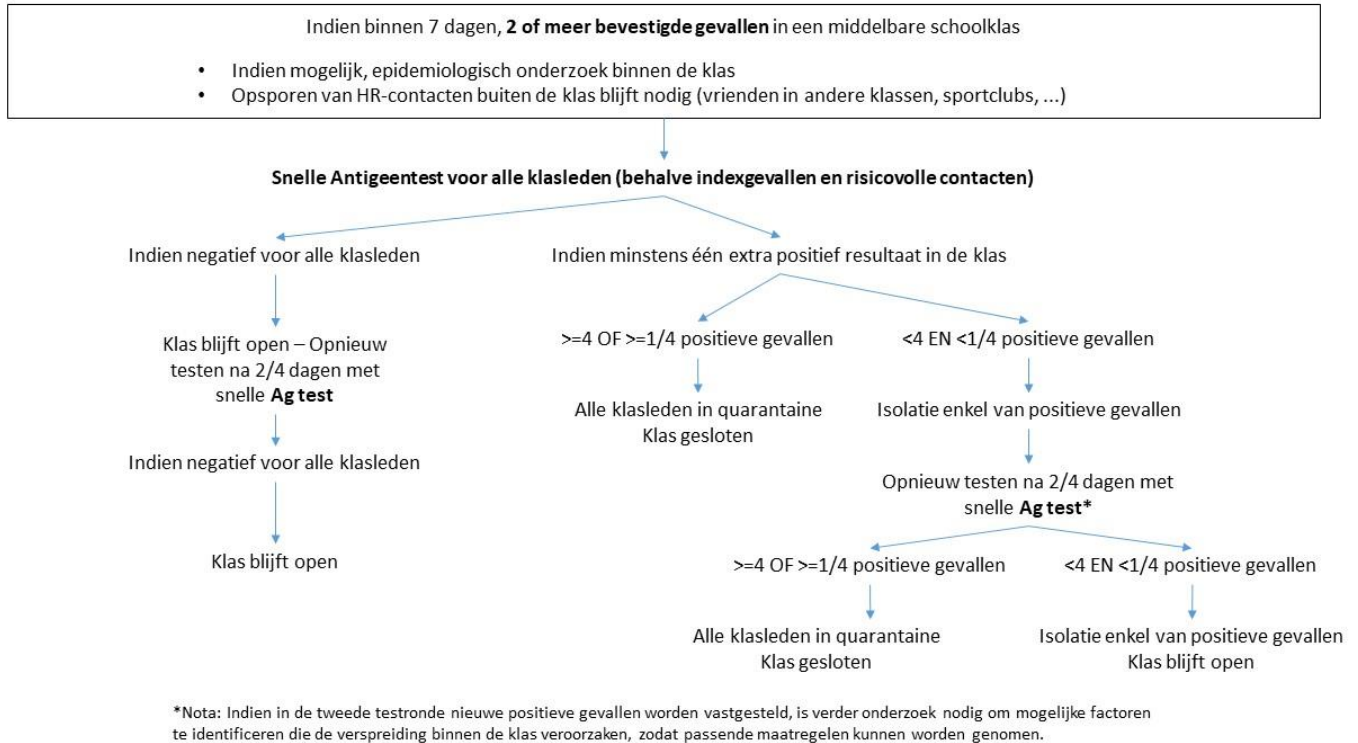 Indien binnen 7 dagen, 2 of meer bevestigde gevallen in een middelbare schoolklas
• Indien mogelijk, epidemiologisch onderzoek binnen de klas
• Opsporen van HR-contacten buiten de klas blijft nodig (vrienden in andere klassen, sportclubs, ...)
Snelle Antigeentest voor alle klasleden (behalve indexgevallen en risicovolle contacten)
Indien negatief voor alle klasleden
Indien minstens één extra positief resultaat in de klas
Klas blijft open – Opnieuw
testen na 2/4 dagen met
snelle Ag test
>=4 OF >=1/4 positieve gevallen
<4 EN <1/4 positieve gevallen
Alle klasleden in quarantaine
Klas gesloten
Isolatie enkel van positieve gevallen
Indien negatief voor alle klasleden
Opnieuw testen na 2/4 dagen met
snelle Ag test*
Klas blijft open
>=4 OF >=1/4 positieve gevallen
<4 EN <1/4 positieve gevallen
Alle klasleden in quarantaine
Klas gesloten
Isolatie enkel van positieve gevallen
Klas blijft open
*Nota: Indien in de tweede testronde nieuwe positieve gevallen worden vastgesteld, is verder onderzoek nodig om mogelijke factoren
te identificeren die de verspreiding binnen de klas veroorzaken, zodat passende maatregelen kunnen worden genomen.